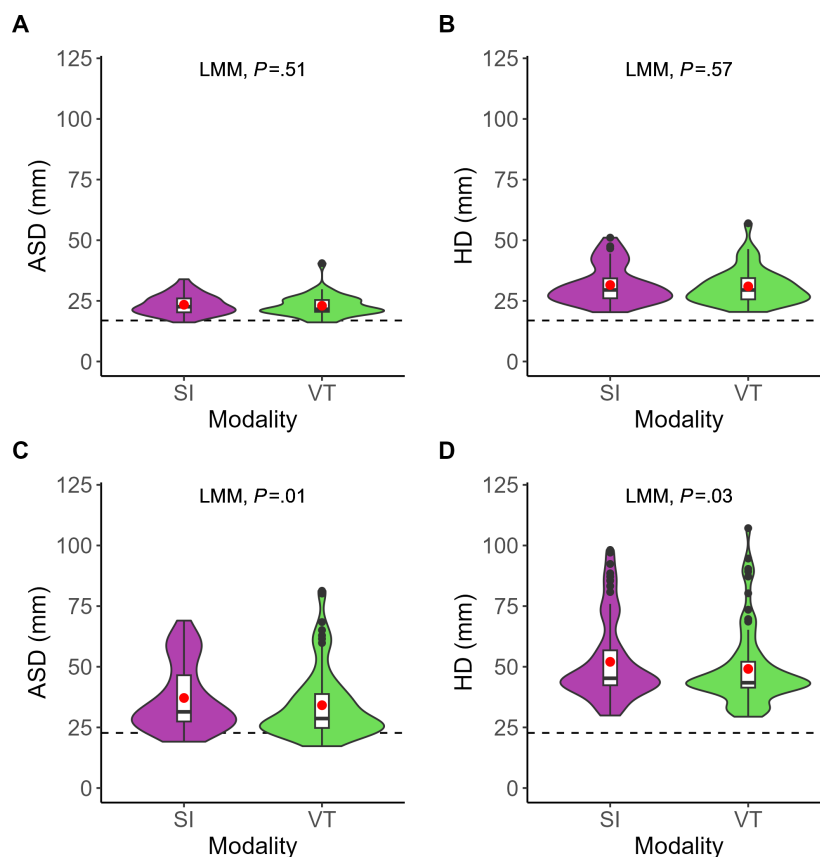 A
LMM, P=.51
ASD (mm)
125
100
75
50
25
0
SI VT
Modality
B
LMM, P=.57
HD (mm)
125
100
75
50
25
0
SI VT
Modality
C
LMM, P=.01
ASD (mm)
125
100
75
50
25
0
SI VT
Modality
D
LMM, P=.03
HD (mm)
125
100
75
50
25
0
SI VT
Modality